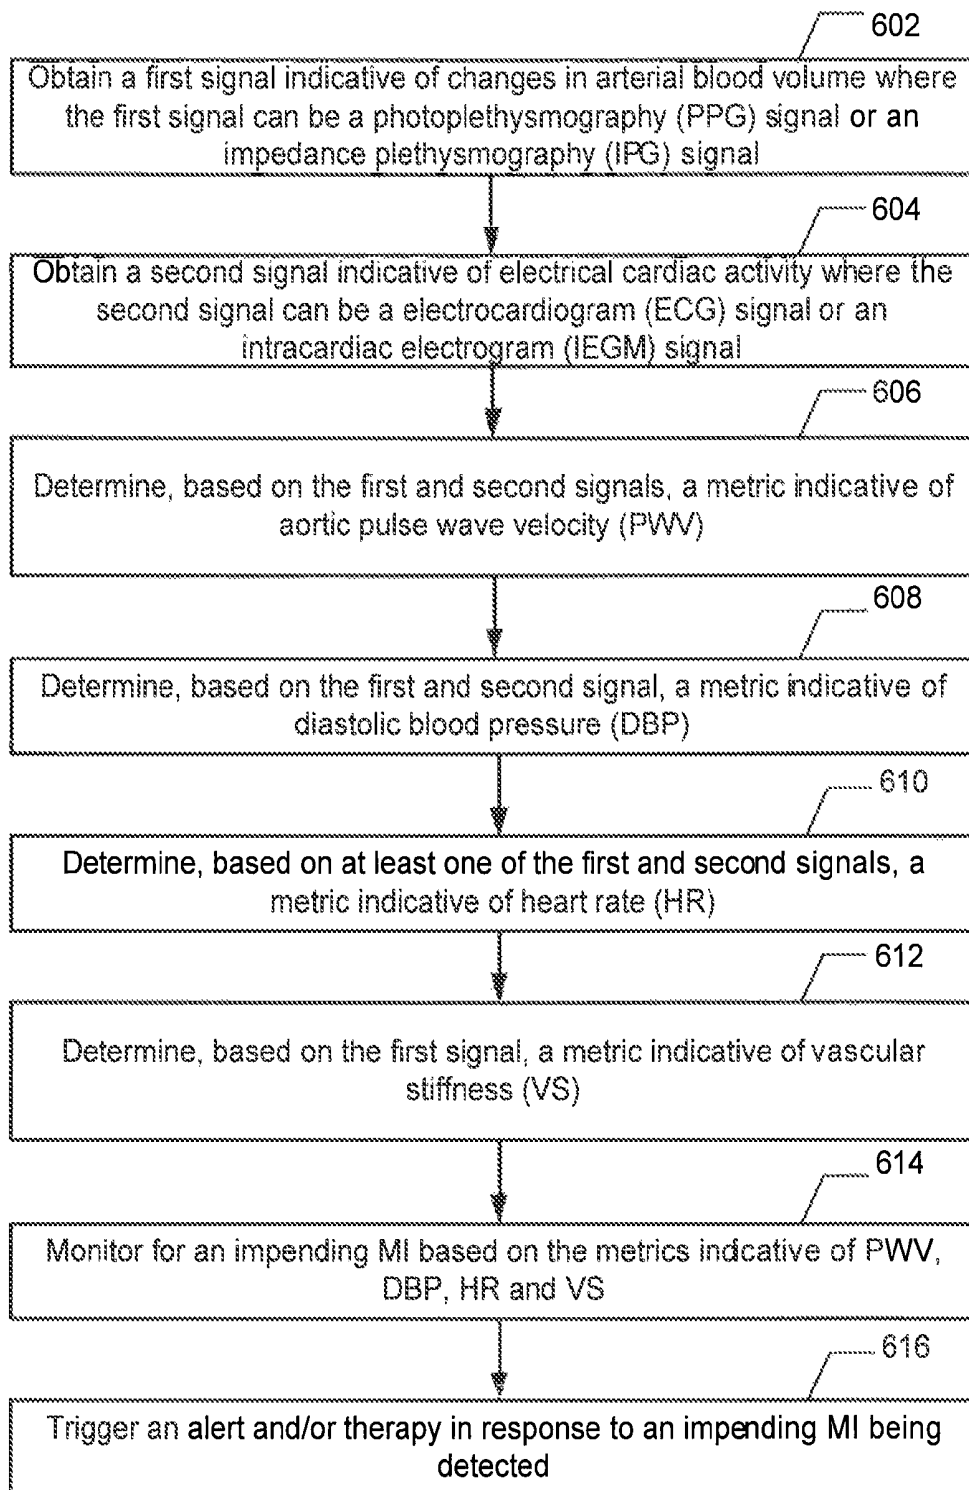 602
Obtain a first signal indicative of changes in arterial blood volume where
the first signal can be a photoplethysmography (PPG) signal or an
impedance plethysmography (IPG) signal
604
Obtain a second signal indicative of electrical cardiac activity where the
second signal can be a electrocardiogram (ECG) signal or an
intracardiac electrogram (IEGM) signal
606
Determine, based on the first and second signals, a metric indicative of
aortic pulse wave velocity (PWV)
608
Determine, based on the first and second signal, a metric indicative of
diastolic blood pressure (DBP)
610
Determine, based on at least one of the first and second signals, a
metric indicative of heart rate (HR)
612
Determine, based on the first signal, a metric indicative of vascular
stiffness (VS)
614
Monitor for an impending MI based on the metrics indicative of PWV,
DBP, HR and VS
616
Trigger an alert and/or therapy in response to an impending MI being
detected